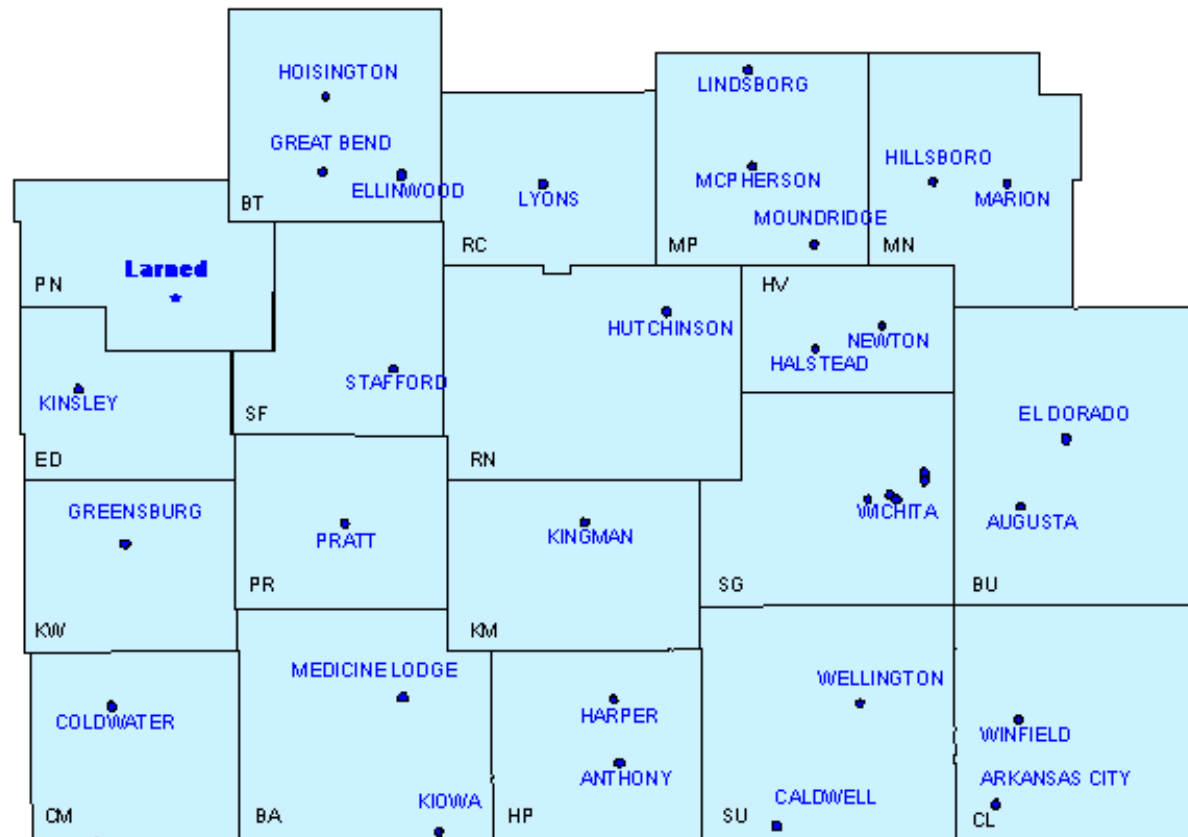 HOISINGTON
LINDSBORG
GREAT BEND
HILLSBORO
ELLINWOOD
MCPHERSON
LYONS
MARION
BT
MOUNDRIDGE
RC
MP
MN
Larned
PN
HV
HUTCHINSON
NEWTON
HALSTEAD
STAFFORD
KINSLEY
SF
EL DORADO
ED
RN
GREENSBURG
WICHITA
AUGUSTA
PRATT
KINGMAN
PR
SG
BU
KW
KM
MEDICINE LODGE
WELLINGTON
COLDWATER
HARPER
WINFIELD
ANTHONY
ARKANSAS CITY
KIOWA
CALDWELL
CM
BA
HP
SU
CL